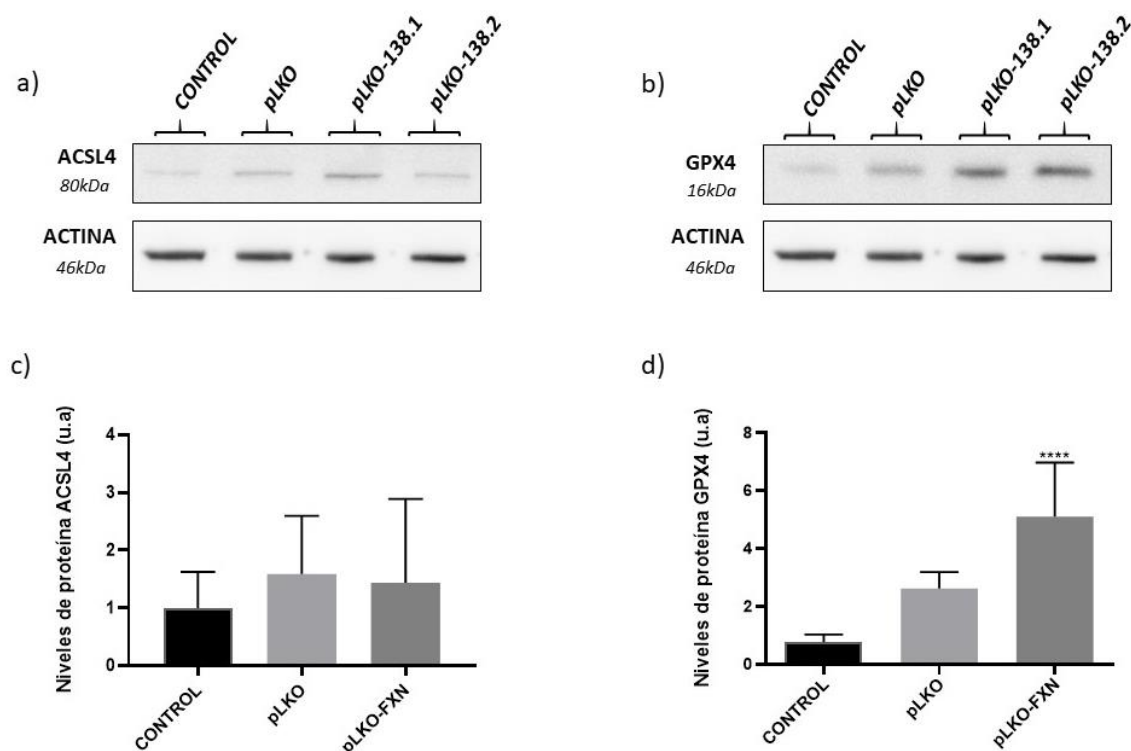 a)
CONTROL
pLKO
pLKO-138.1
pLKO-138.2
ACSL4
80kDa
ACTINA
46kDa
b)
CONTROL
pLKO
pLKO-138.1
pLKO-138.2
GPX4
16kDa
ACTINA
46kDa
c)
Niveles de proteína ACSL4 (u.a)
4
3
2
1
0
CONTROL
pLKO
pLKO-FXN
d)
Niveles de proteína GPX4 (u.a)
8
6
4
2
0
****
CONTROL
pLKO
pLKO-FXN